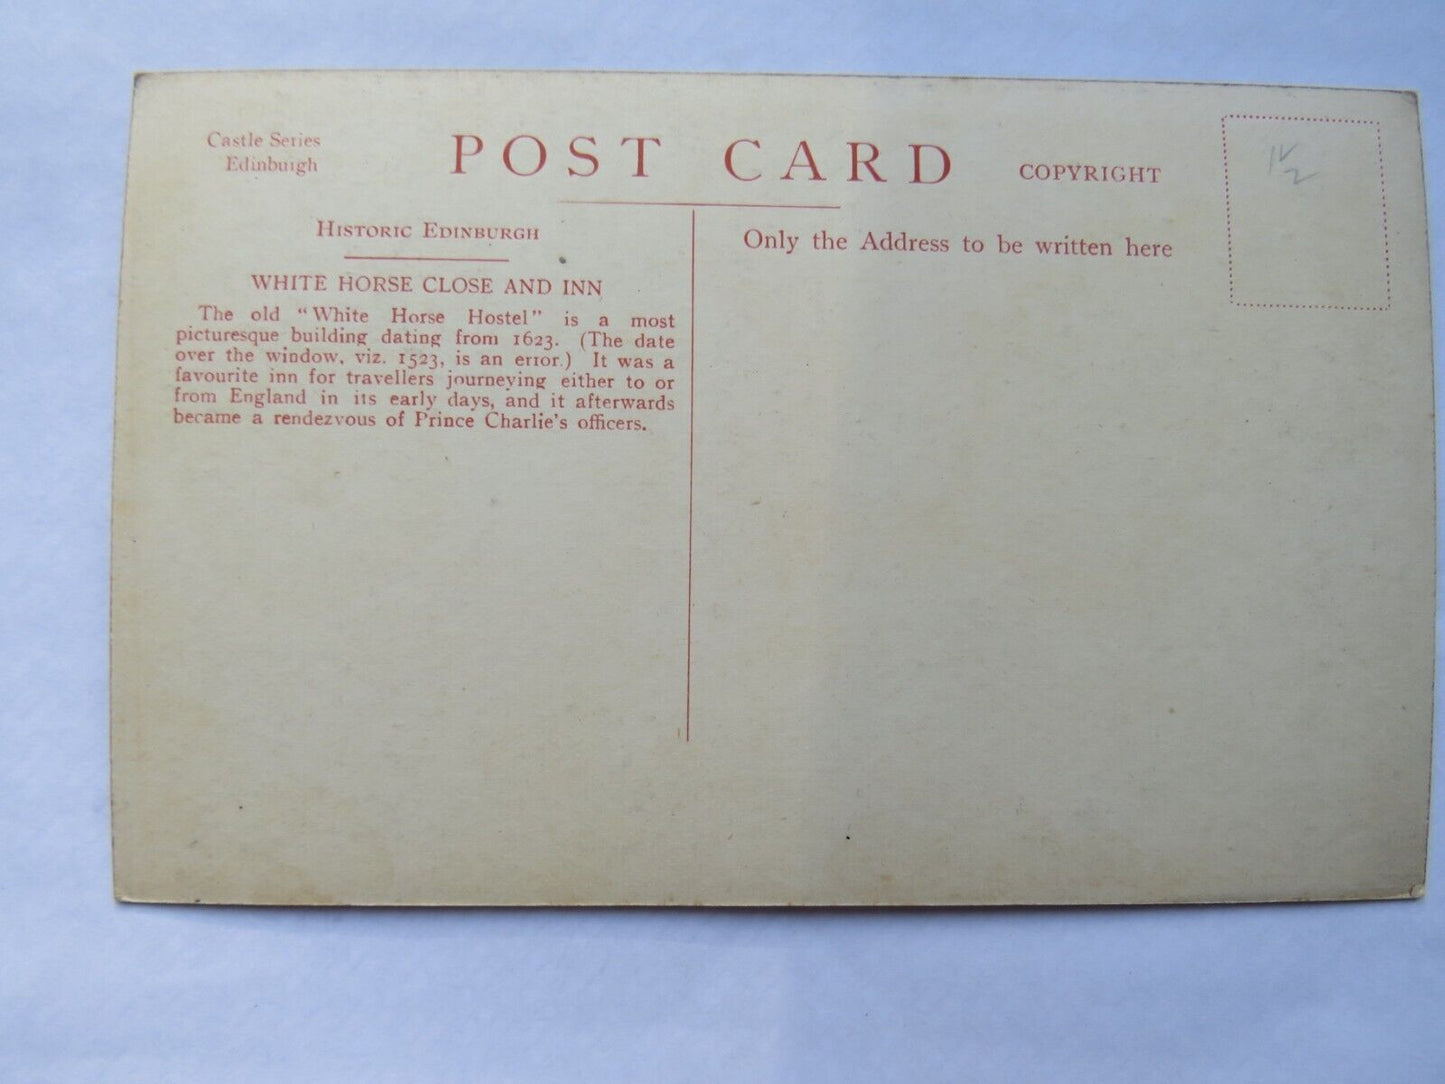 Castle Series
Edinburgh
POST CARD
COPYRIGHT
1/2
HISTORIC EDINBURGH
WHITE HORSE CLOSE AND INN
The old "White Horse Hostel" is a most
picturesque building dating from 1623. (The date
over the window, viz. 1523, is an error.) It was a
favourite inn for travellers journeying either to or
from England in its early days, and it afterwards
became a rendezvous of Prince Charlie's officers.
Only the Address to be written here